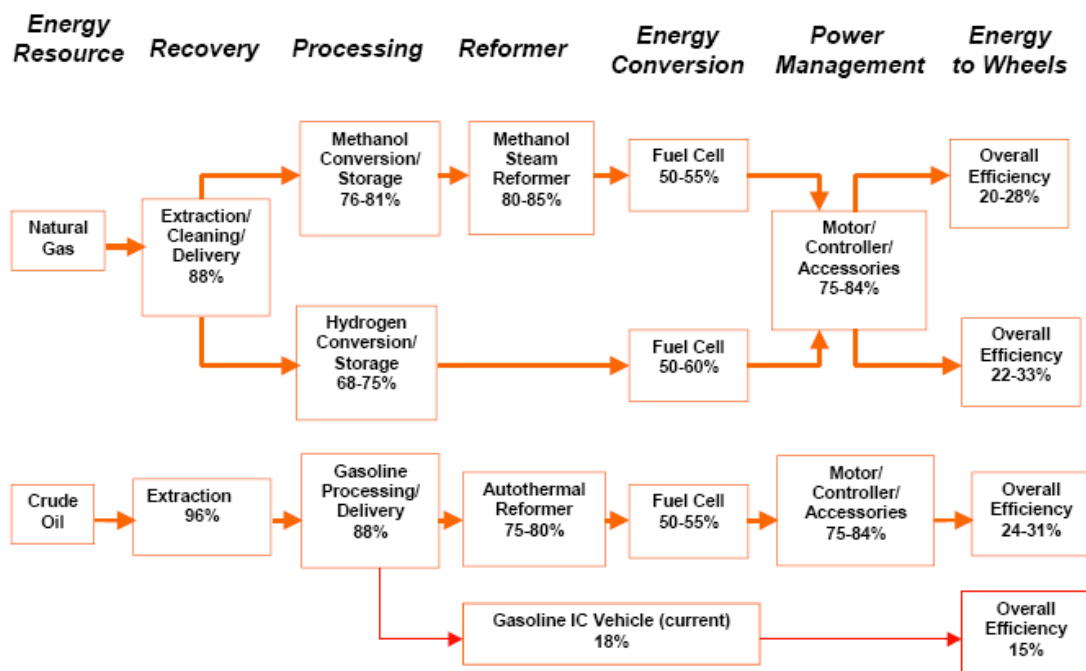 Energy
Resource
Recovery
Processing
Reformer
Energy
Conversion
Power
Management
Energy
to Wheels
Natural
Gas
Extraction/
Cleaning/
Delivery
88%
Methanol
Conversion/
Storage
76-81%
Methanol
Steam
Reformer
80-85%
Fuel Cell
50-55%
Motor/
Controller/
Accessories
75-84%
Overall
Efficiency
20-28%
Hydrogen
Conversion/
Storage
68-75%
Fuel Cell
50-60%
Overall
Efficiency
22-33%
Crude
Oil
Extraction
96%
Gasoline
Processing/
Delivery
88%
Autothermal
Reformer
75-80%
Fuel Cell
50-55%
Motor/
Controller/
Accessories
75-84%
Overall
Efficiency
24-31%
Gasoline IC Vehicle (current)
18%
Overall
Efficiency
15%